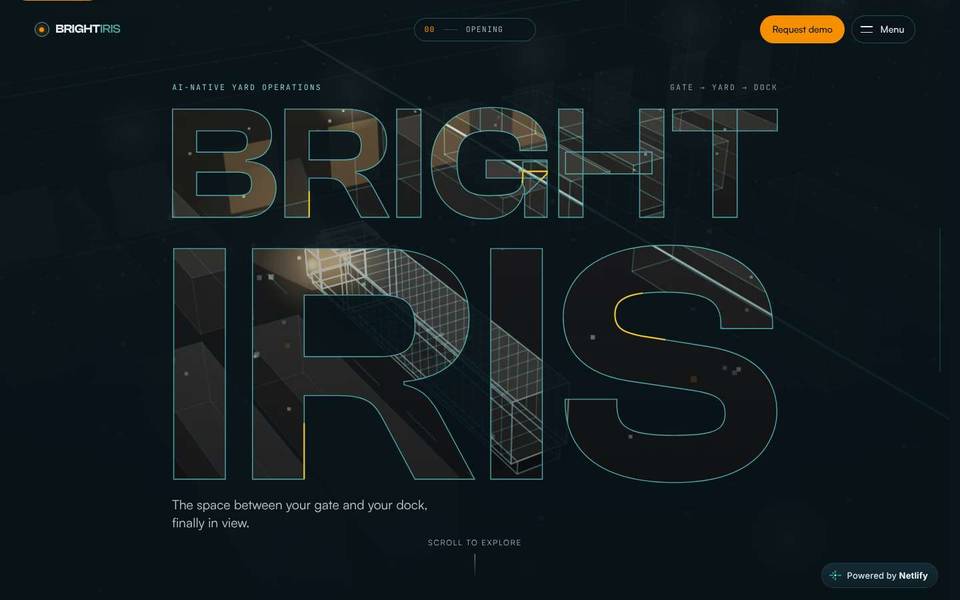 BRIGHTIRIS
00 — OPENING
Request demo
Menu
AI-NATIVE YARD OPERATIONS
GATE → YARD → DOCK
BRIGHT
IRIS
The space between your gate and your dock,
finally in view.
SCROLL TO EXPLORE
Powered by Netlify